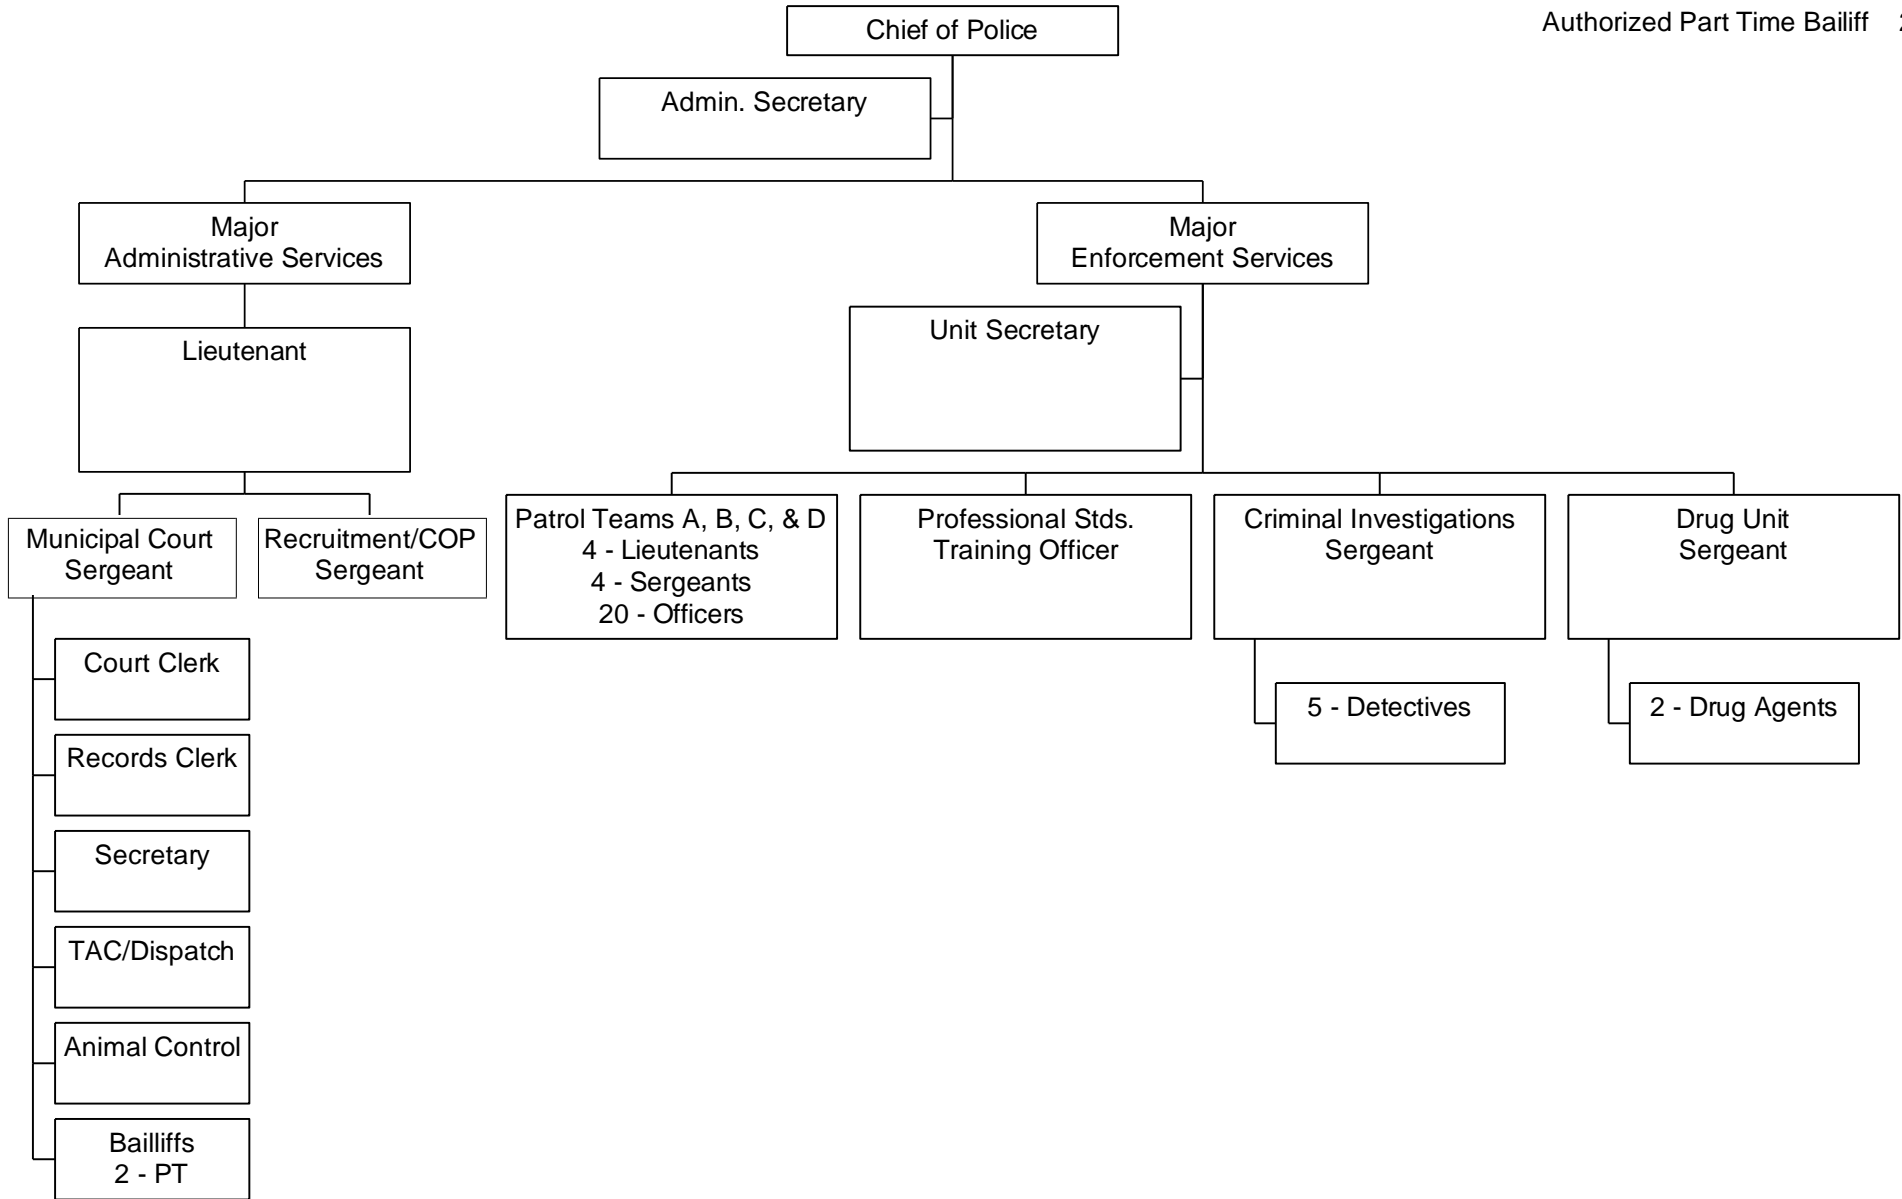 Chief of Police
Authorized Part Time Bailiff
Admin. Secretary
Major
Administrative Services
Major
Enforcement Services
Lieutenant
Unit Secretary
Municipal Court
Sergeant
Recruitment/COP
Sergeant
Patrol Teams A, B, C, & D
4 - Lieutenants
4 - Sergeants
20 - Officers
Professional Stds.
Training Officer
Criminal Investigations
Sergeant
Drug Unit
Sergeant
5 - Detectives
2 - Drug Agents
Court Clerk
Records Clerk
Secretary
TAC/Dispatch
Animal Control
Bailliffs
2 - PT